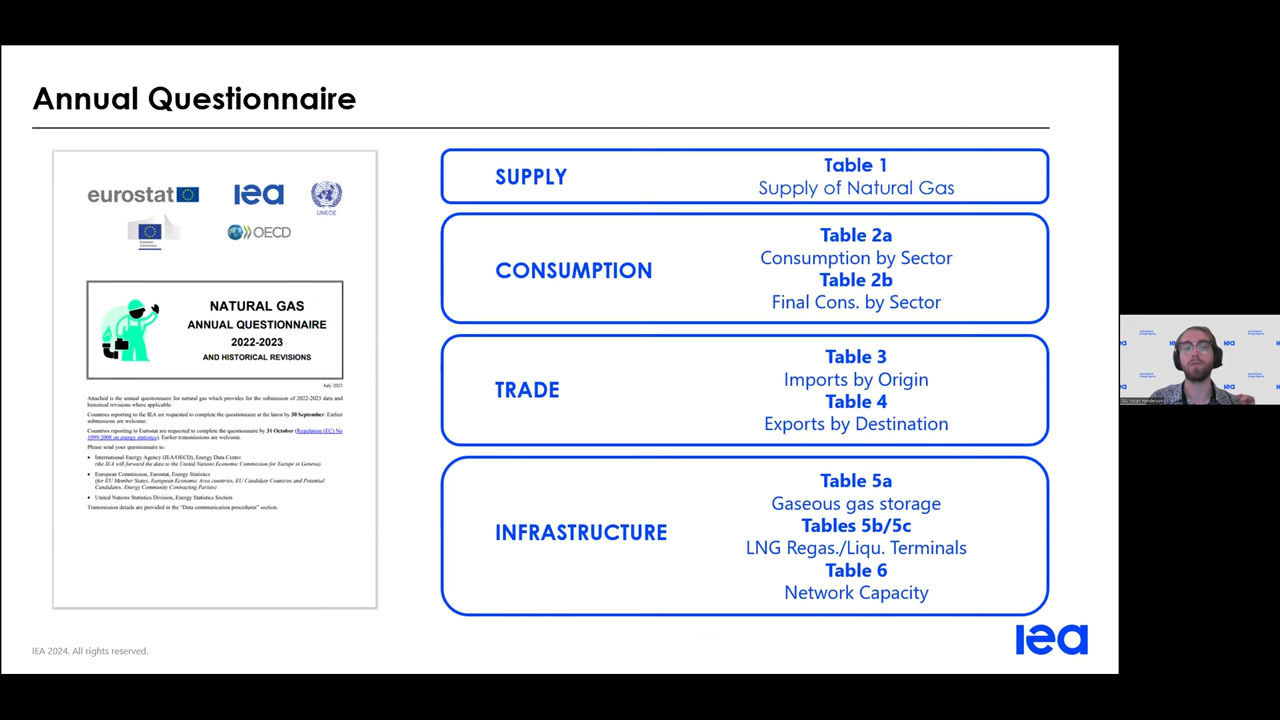 Annual Questionnaire
eurostat
iea
UNECE
European
Commission
OECD
NATURAL GAS
ANNUAL QUESTIONNAIRE
2022-2023
AND HISTORICAL REVISIONS
July 2023
Attached is the annual questionnaire for natural gas which provides for the submission of 2022-2023 data and
historical revisions where applicable.
Countries reporting to the IEA are requested to complete the questionnaire at the latest by 30 September. Earlier
submissions are welcome.
Countries reporting to Eurostat are requested to complete the questionnaire by 31 October (Regulation (EC) No
1099/2008 on energy statistics). Earlier transmissions are welcome.
Please send your questionnaire to:
• International Energy Agency (IEA/OECD), Energy Data Centre
(the IEA will forward the data to the United Nations Economic Commission for Europe in Geneva)
• European Commission, Eurostat, Energy Statistics
(for EU Member States, European Economic Area countries, EU Candidate Countries and Potential
Candidates, Energy Community Contracting Parties)
• United Nations Statistics Division, Energy Statistics Section
Transmission details are provided in the "Data communication procedures" section.
SUPPLY
Table 1
Supply of Natural Gas
CONSUMPTION
Table 2a
Consumption by Sector
Table 2b
Final Cons. by Sector
TRADE
Table 3
Imports by Origin
Table 4
Exports by Destination
INFRASTRUCTURE
Table 5a
Gaseous gas storage
Tables 5b/5c
LNG Regas./Liqu. Terminals
Table 6
Network Capacity
IEA 2024. All rights reserved.
iea